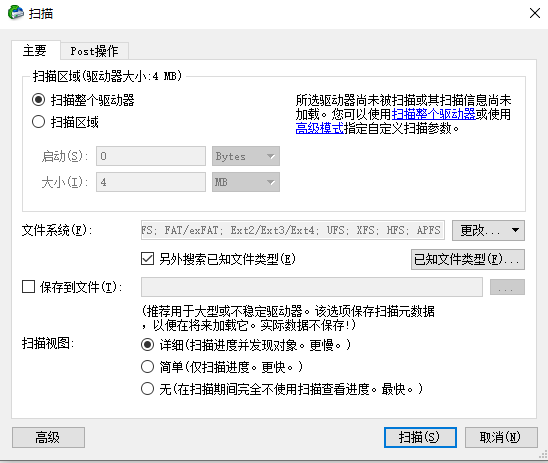 扫描
主要
Post操作
扫描区域(驱动器大小:4 MB)
扫描整个驱动器
扫描区域
所选驱动器尚未被扫描或其扫描信息尚未
加载。您可以使用扫描整个驱动器或使用
高级模式指定自定义扫描参数。
启动(S): 0 Bytes
大小(I): 4 MB
文件系统(F): FS; FAT/exFAT; Ext2/Ext3/Ext4; UFS; XFS; HFS; APFS 更改...
另外搜索已知文件类型(E) 已知文件类型(F)...
保存到文件(T): ...
(推荐用于大型或不稳定驱动器。该选项保存扫描元数据
，以便在将来加载它。实际数据不保存!)
扫描视图:
详细(扫描进度并发现对象。更慢。)
简单(仅扫描进度。更快。)
无(在扫描期间完全不使用扫描查看进度。最快。)
高级 扫描(S) 取消(N)